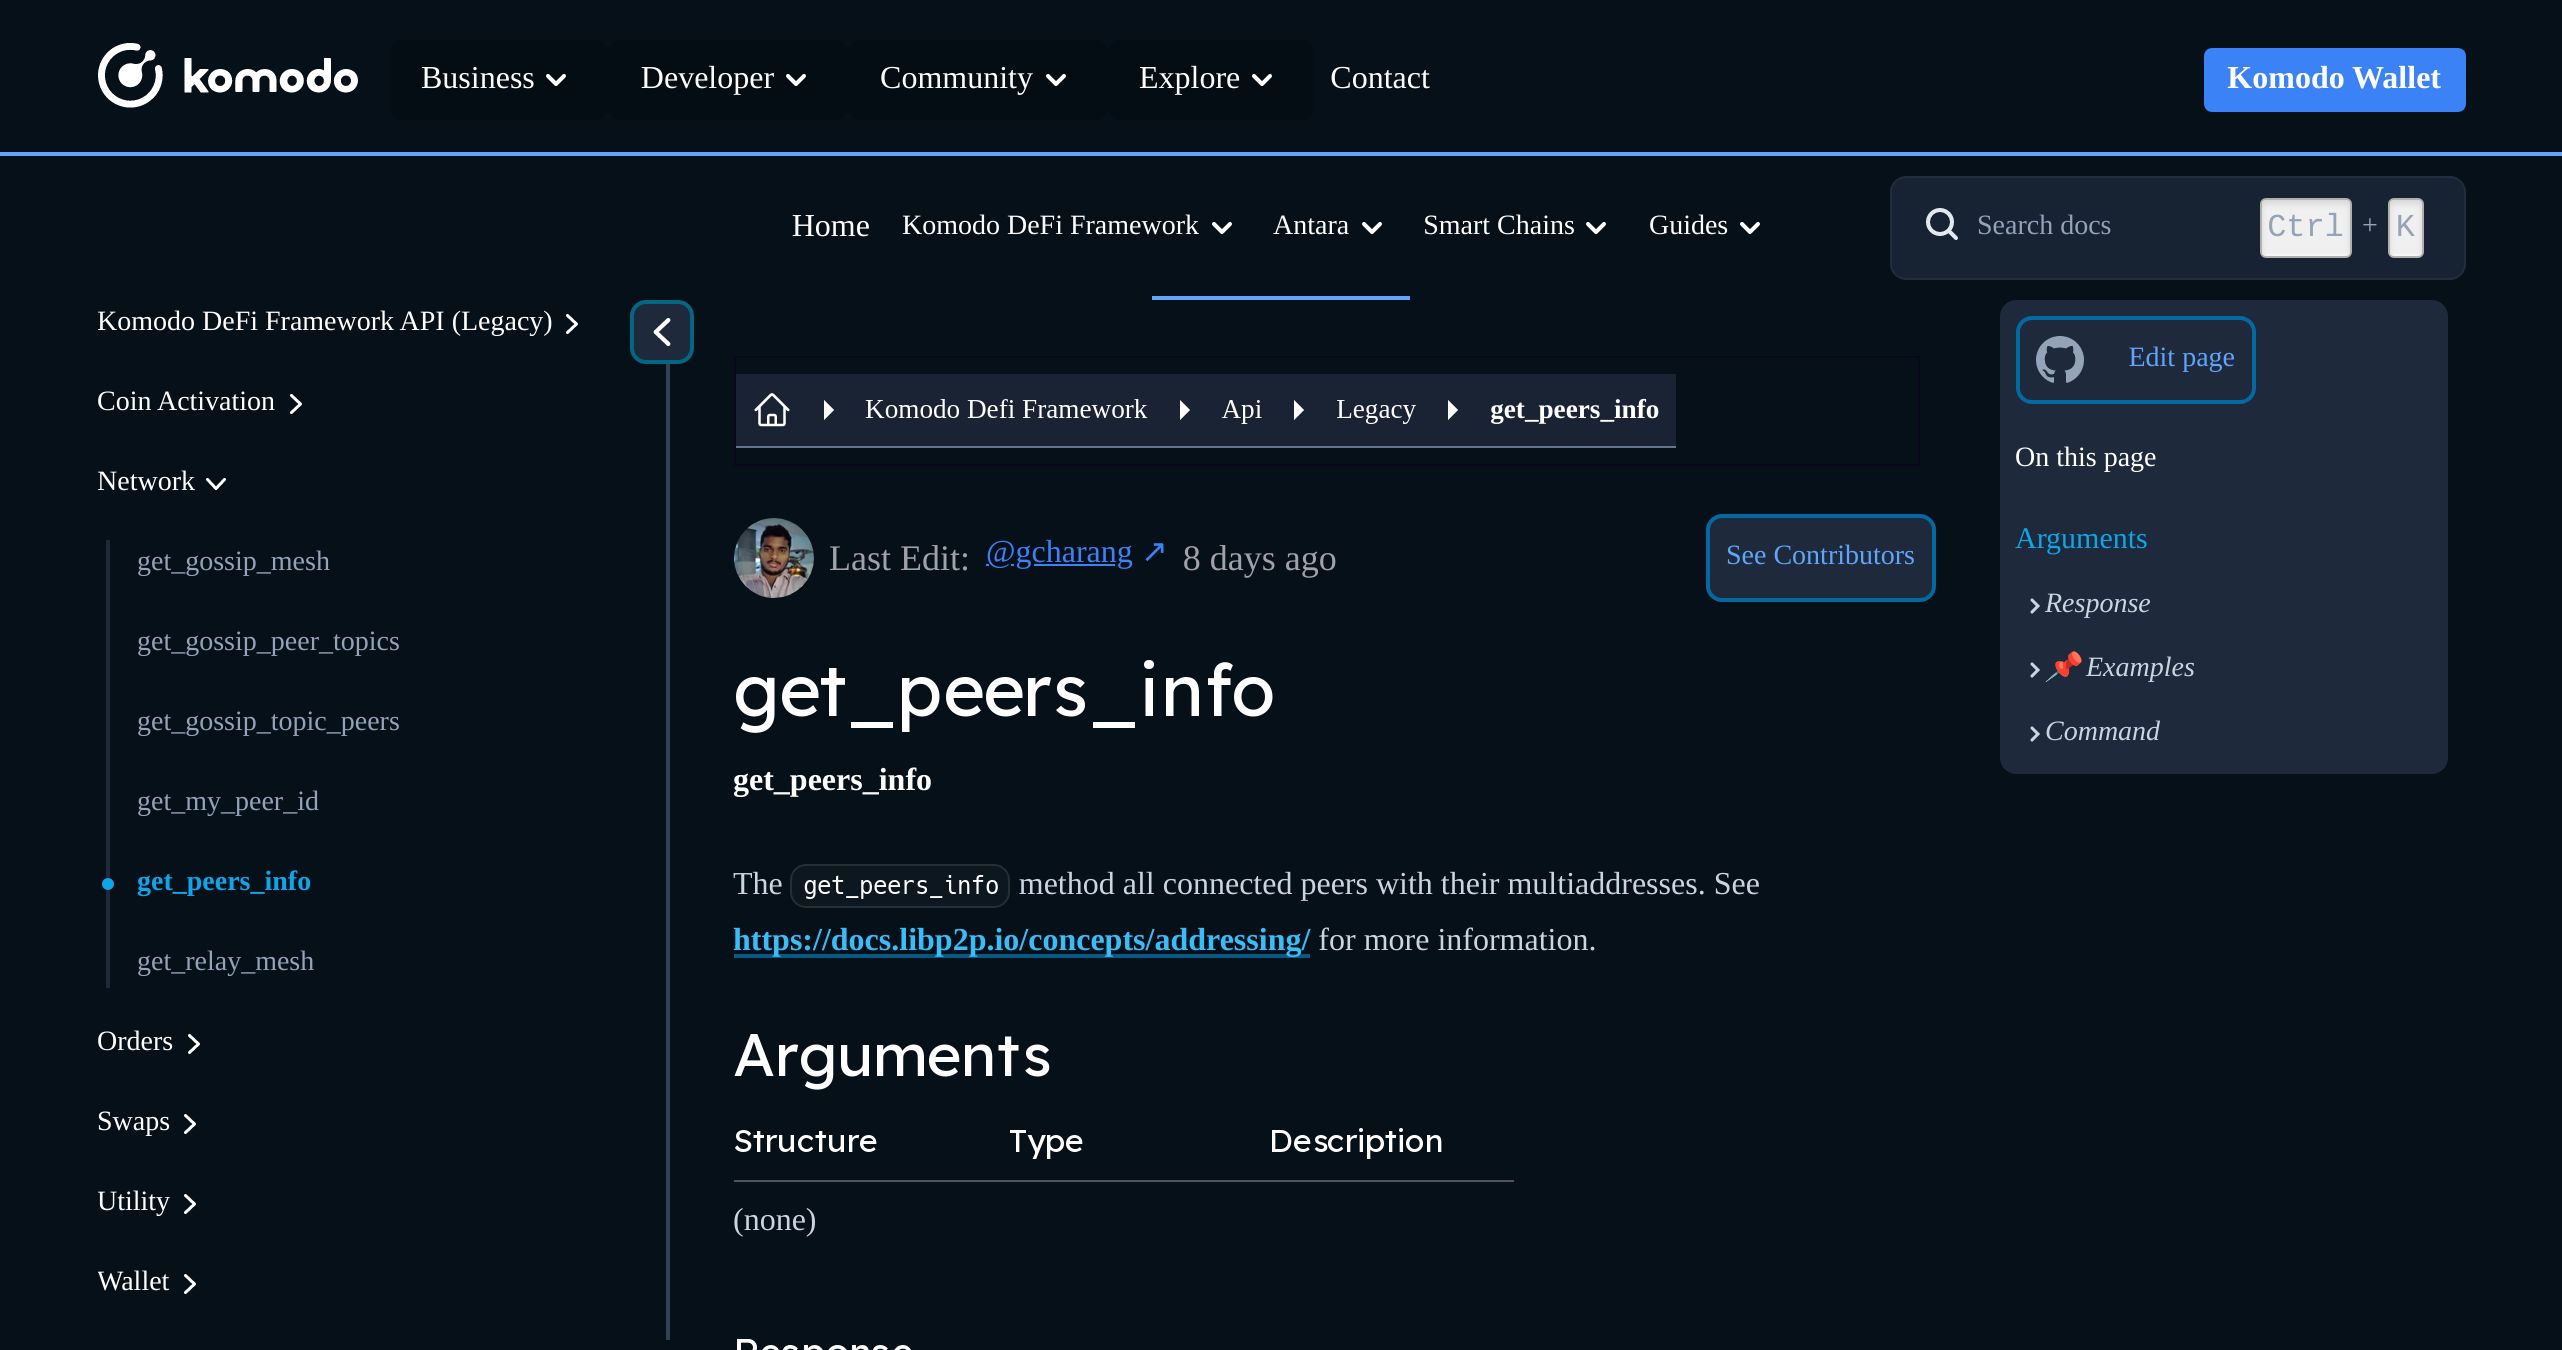 komodo Business Developer Community Explore Contact Komodo Wallet
Home Komodo DeFi Framework Antara Smart Chains Guides Search docs Ctrl + K
Komodo DeFi Framework API (Legacy)
Coin Activation
Network
get_gossip_mesh
get_gossip_peer_topics
get_gossip_topic_peers
get_my_peer_id
get_peers_info
get_relay_mesh
Orders
Swaps
Utility
Wallet
Komodo Defi Framework Api Legacy get_peers_info
Last Edit: @gcharang ↗ 8 days ago See Contributors
get_peers_info
get_peers_info
The get_peers_info method all connected peers with their multiaddresses. See
https://docs.libp2p.io/concepts/addressing/ for more information.
Arguments
Structure Type Description
(none)
Response
Edit page
On this page
Arguments
Response
📌 Examples
Command